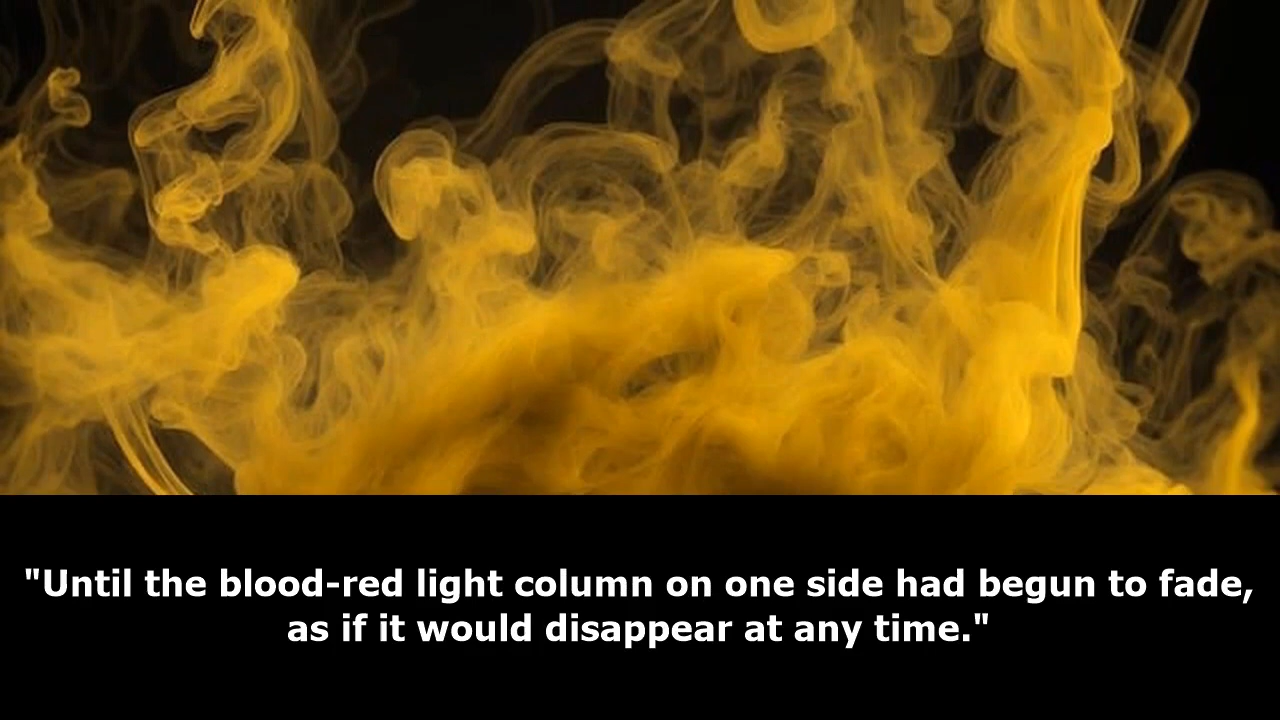 "Until the blood-red light column on one side had begun to fade,
as if it would disappear at any time."